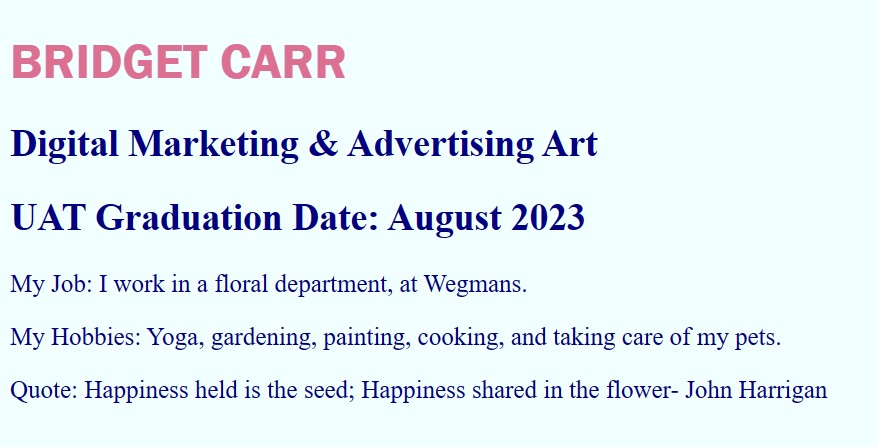 BRIDGET CARR
Digital Marketing & Advertising Art
UAT Graduation Date: August 2023
My Job: I work in a floral department, at Wegmans.
My Hobbies: Yoga, gardening, painting, cooking, and taking care of my pets.
Quote: Happiness held is the seed; Happiness shared in the flower- John Harrigan